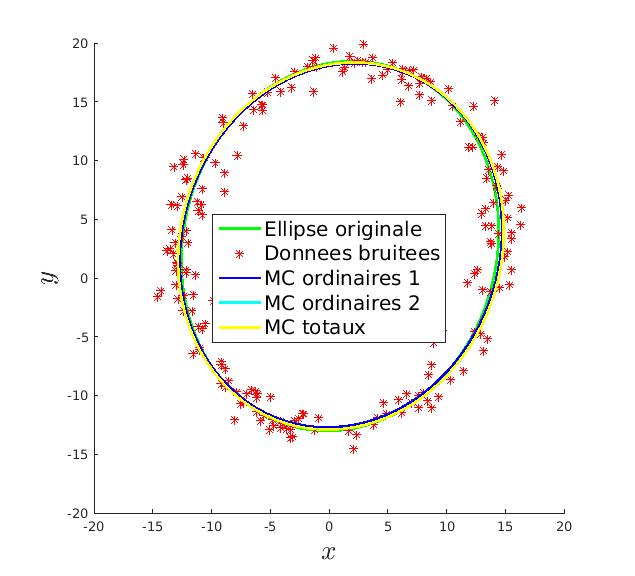 20
15
10
5
0
-5
-10
-15
-20
y
Ellipse originale
Donnees bruitees
MC ordinaires 1
MC ordinaires 2
MC totaux
-20 -15 -10 -5 0 5 10 15 20
x